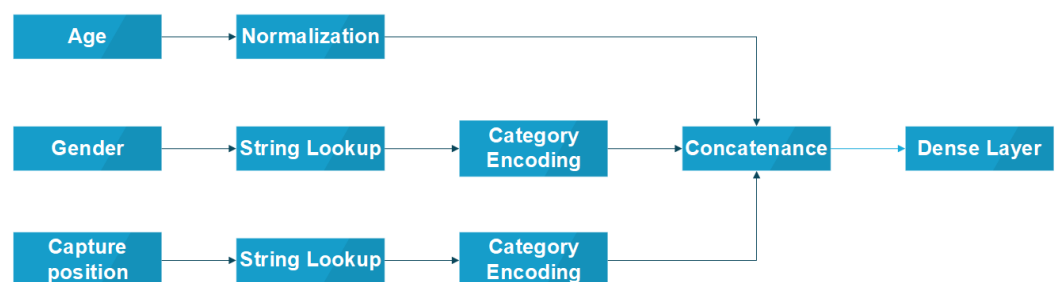 Age
Normalization
Gender
String Lookup
Category
Encoding
Concatenance
Dense Layer
Capture
position
String Lookup
Category
Encoding